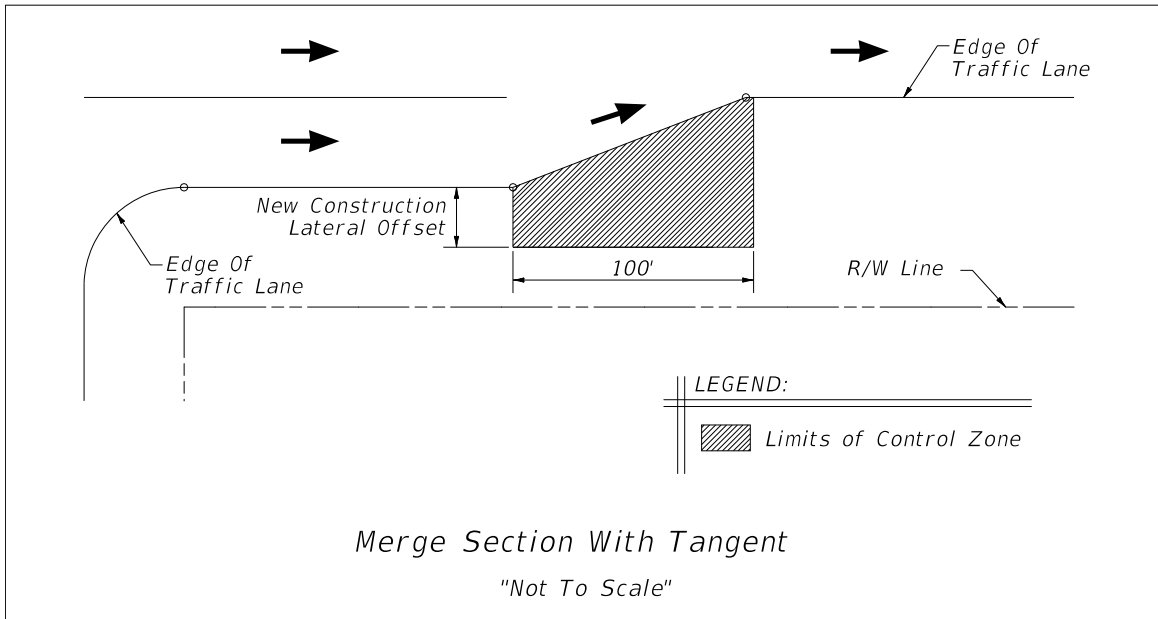 Edge Of
Traffic Lane
New Construction
Lateral Offset
Edge Of
Traffic Lane
100'
R/W Line
LEGEND:
Limits of Control Zone
Merge Section With Tangent
"Not To Scale"